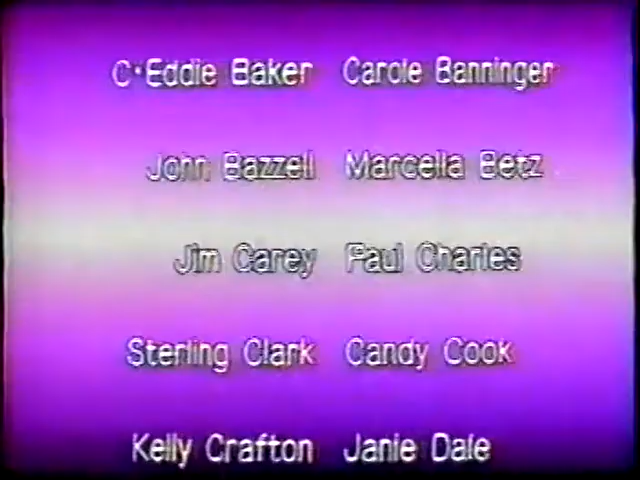 C·Eddie Baker Carole Banninger
John Bazzell Marcella Betz
Jim Carey Paul Charles
Sterling Clark Candy Cook
Kelly Crafton Janie Dale